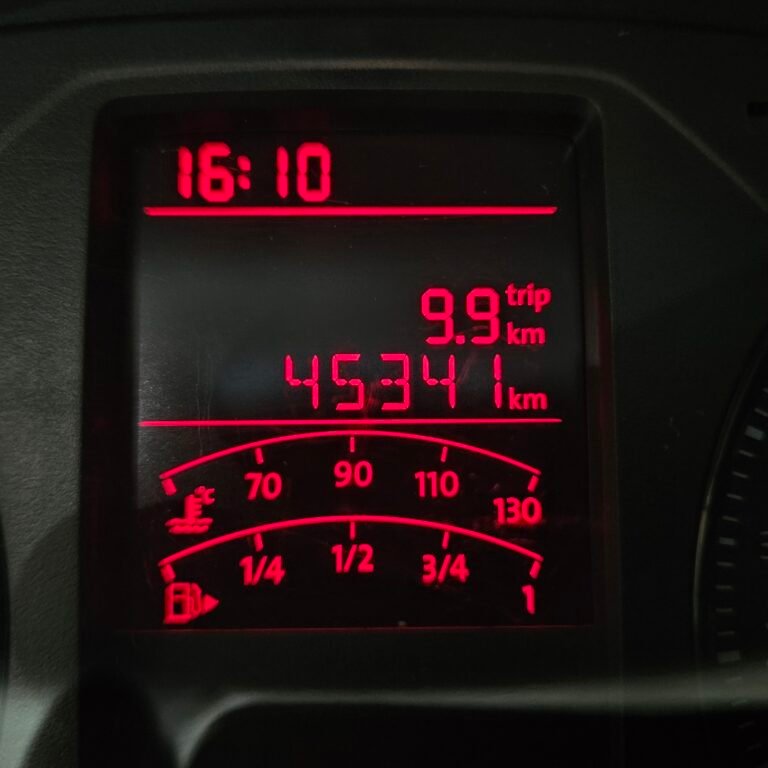 16:10
9.9 trip km
45341 km
70 90 110 130
°C
1/4 1/2 3/4 1